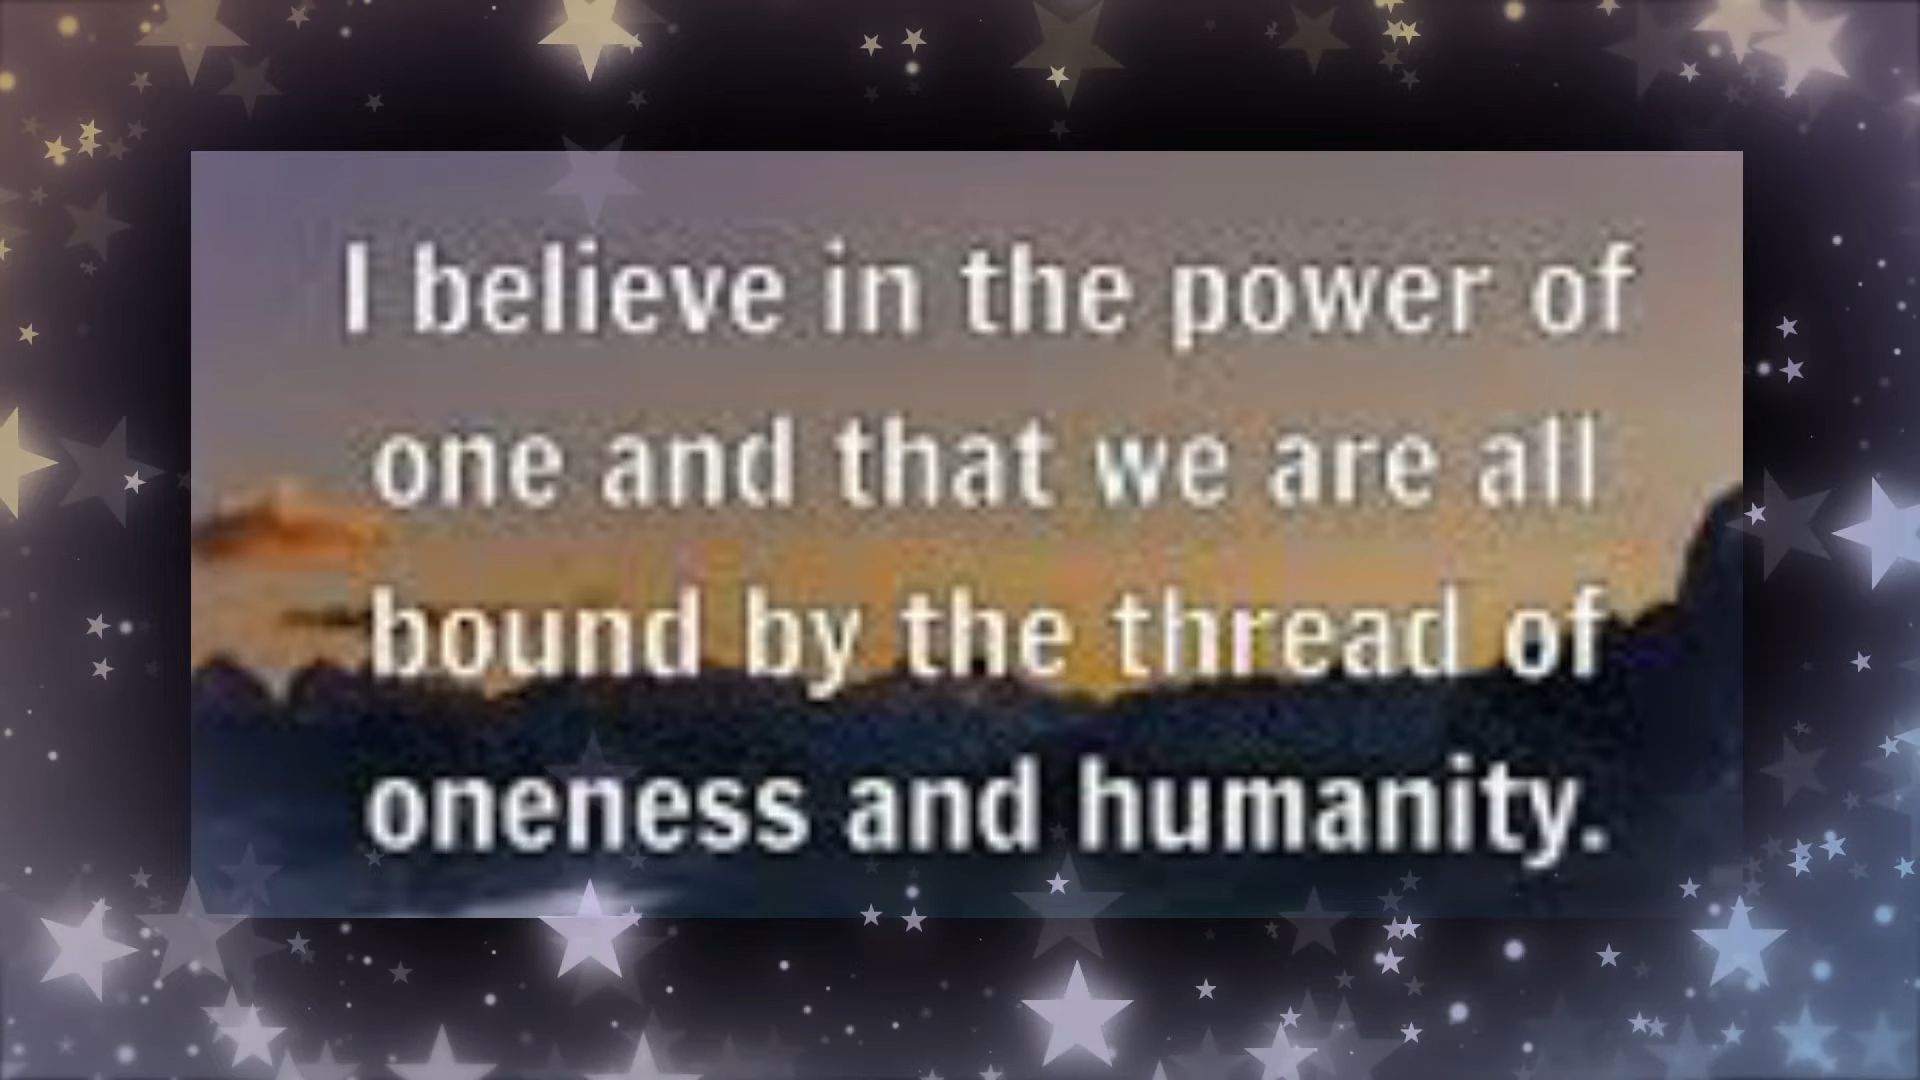 I believe in the power of
one and that we are all
bound by the thread of
oneness and humanity.